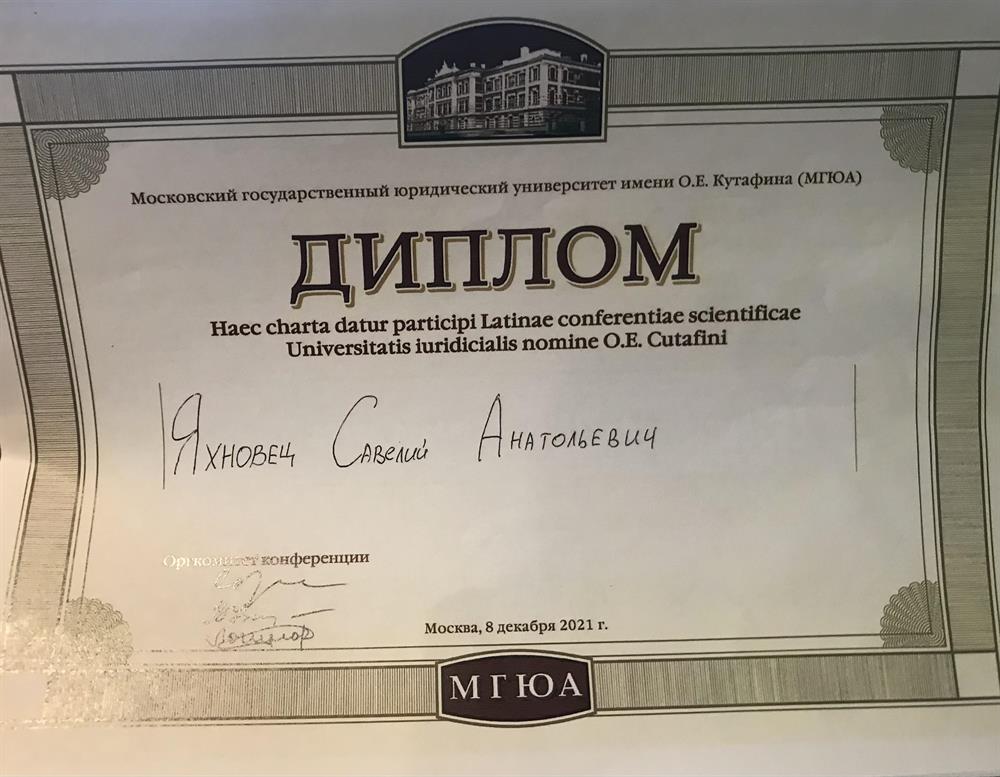 Московский государственный юридический университет имени О.Е. Кутафина (МГЮА)
ДИПЛОМ
Haec charta datur participi Latinae conferentiae scientificae
Universitatis iuridicialis nomine O.E. Cutafini
Яхновец Савелий Анатольевич
Оргкомитет конференции
Москва, 8 декабря 2021 г.
МГЮА